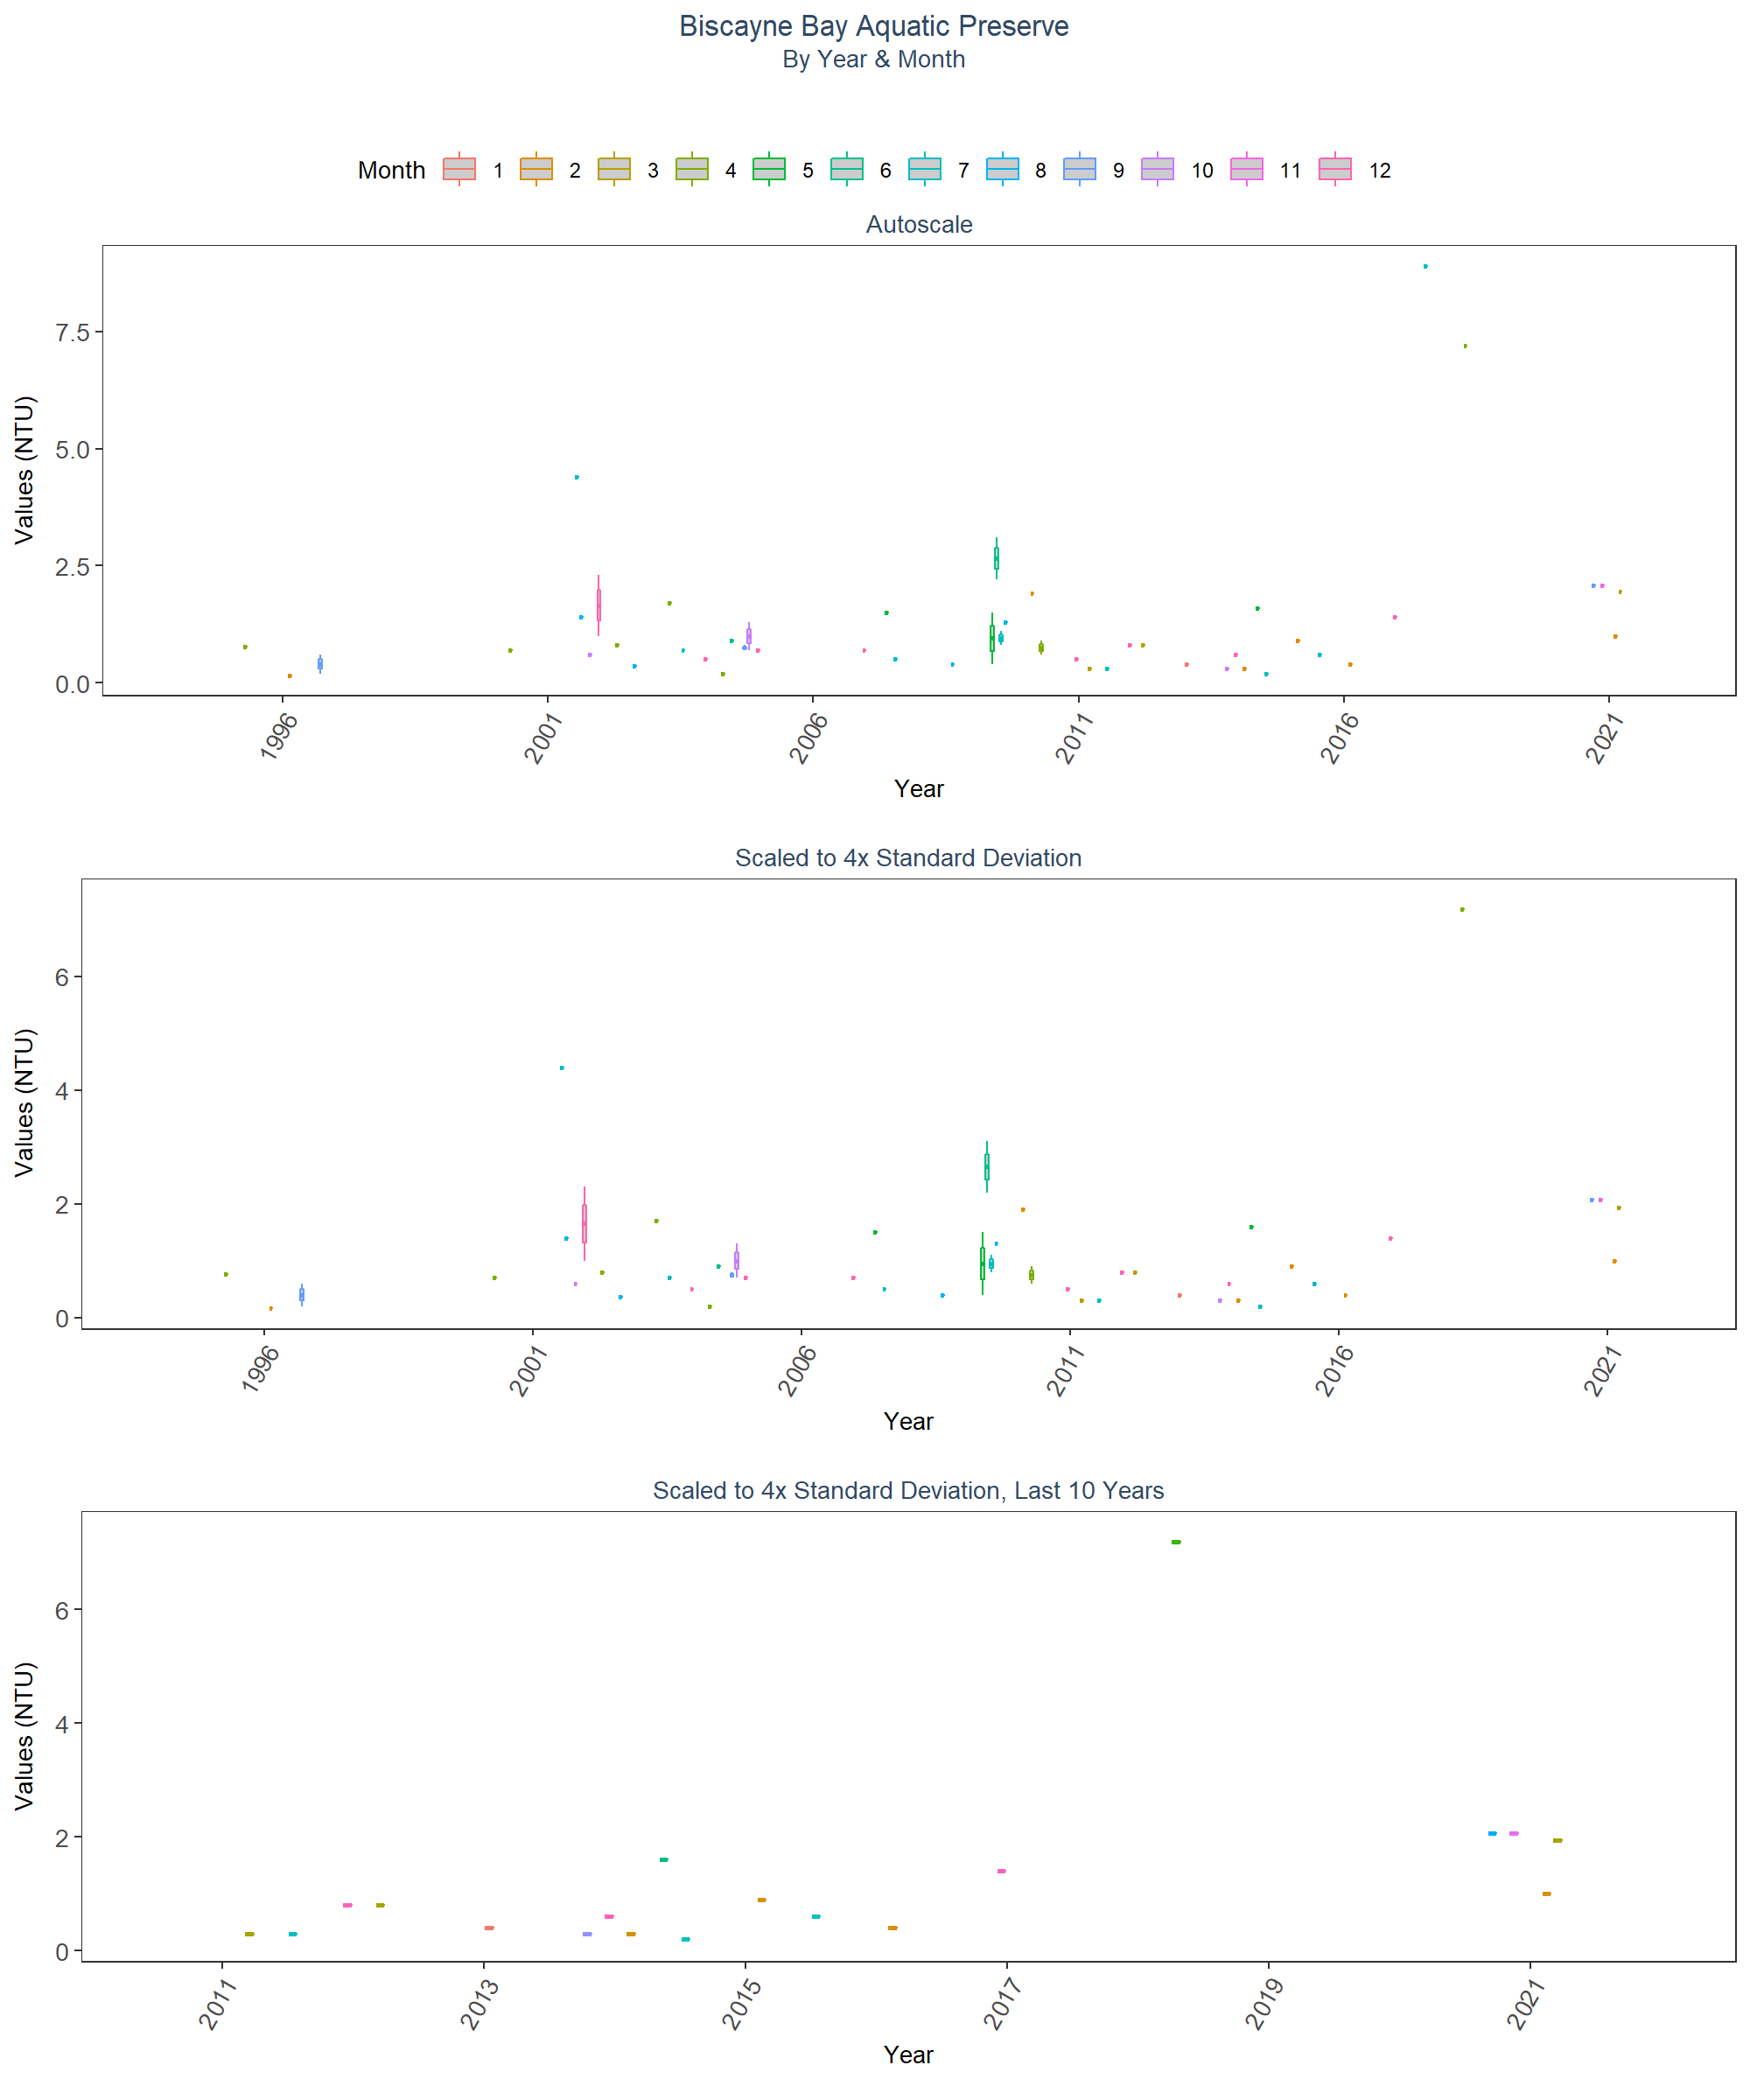 Biscayne Bay Aquatic Preserve
By Year & Month
Month 1 2 3 4 5 6 7 8 9 10 11 12
Autoscale
Values (NTU)
7.5
5.0
2.5
0.0
1996 2001 2006 2011 2016 2021
Year
Scaled to 4x Standard Deviation
Values (NTU)
6
4
2
0
1996 2001 2006 2011 2016 2021
Year
Scaled to 4x Standard Deviation, Last 10 Years
Values (NTU)
6
4
2
0
2011 2013 2015 2017 2019 2021
Year